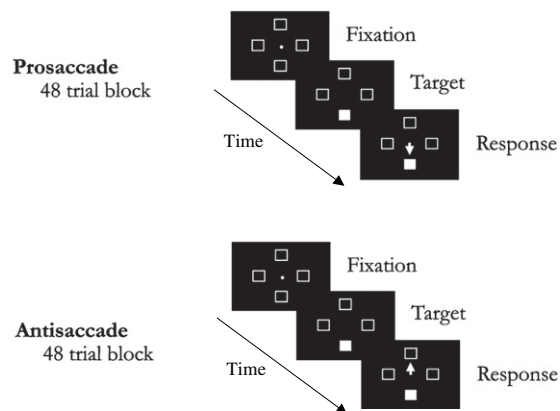 Fixation
Prosaccade
48 trial block
Target
Time
Response
Fixation
Antisaccade
48 trial block
Target
Time
Response